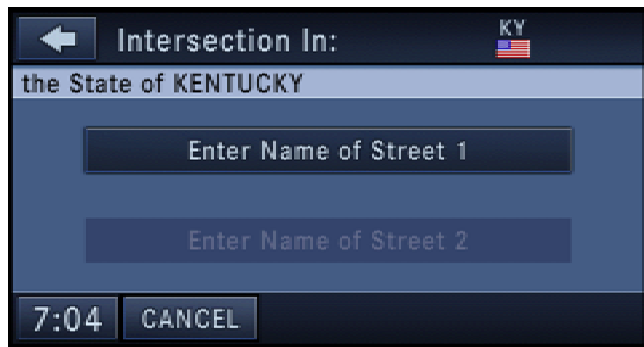 Intersection In:
KY
the State of KENTUCKY
Enter Name of Street 1
Enter Name of Street 2
7:04
CANCEL